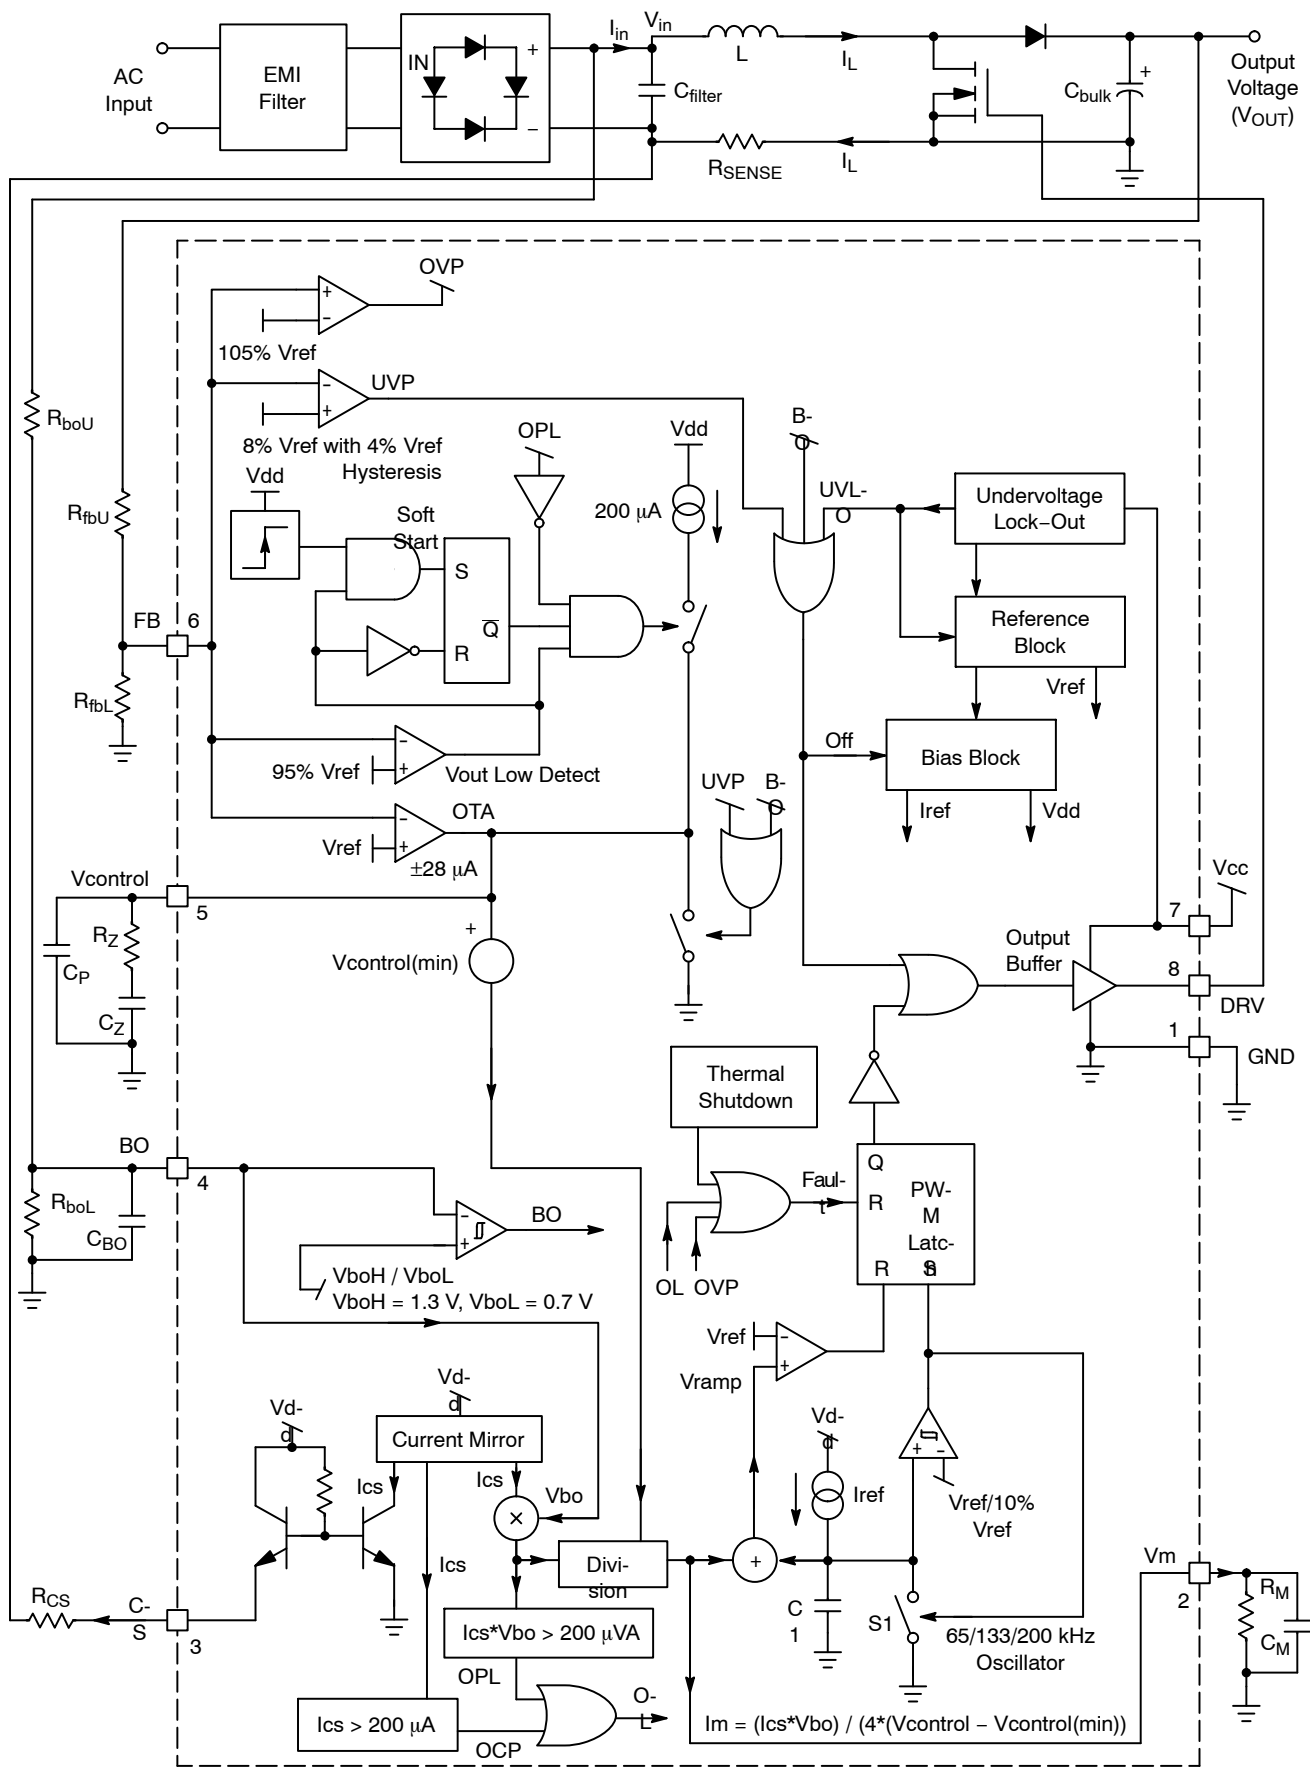 AC
Input
EMI
Filter
IN
+
−
Iin
Vin
Cfilter
L
IL
RSENSE
IL
Cbulk
+
Output
Voltage
(VOUT)
RboU
RfbU
RfbL
FB
6
OVP
+
−
105% Vref
UVP
−
+
8% Vref with 4% Vref
Hysteresis
Vdd
Soft
Start
OPL
S
R
Q
Vdd
200 μA
B-
O
UVL-
O
Undervoltage
Lock−Out
Reference
Block
Vref
Off
Bias Block
Iref
Vdd
−
+
95% Vref
Vout Low Detect
OTA
−
+
Vref
±28 μA
UVP
B-
O
Vcontrol
5
RZ
CP
CZ
+
Vcontrol(min)
Output
Buffer
Vcc
7
8
DRV
1
GND
Thermal
Shutdown
BO
4
RboL
CBO
−
+
BO
VboH / VboL
VboH = 1.3 V, VboL = 0.7 V
Faul-
t
OL
OVP
Q
R
PW-
M
Latc-
h
R
S
Vref
−
+
Vramp
Vd-
d
Vd-
d
Current Mirror
Ics
Ics
Vbo
×
Ics
Divi-
sion
+
Vd-
d
Iref
+
−
Vref/10%
Vref
C
1
S1
65/133/200 kHz
Oscillator
Vm
2
RM
CM
RCS
C-
S
3
Ics*Vbo > 200 μVA
OPL
Ics > 200 μA
OCP
O-
L
Im = (Ics*Vbo) / (4*(Vcontrol − Vcontrol(min))